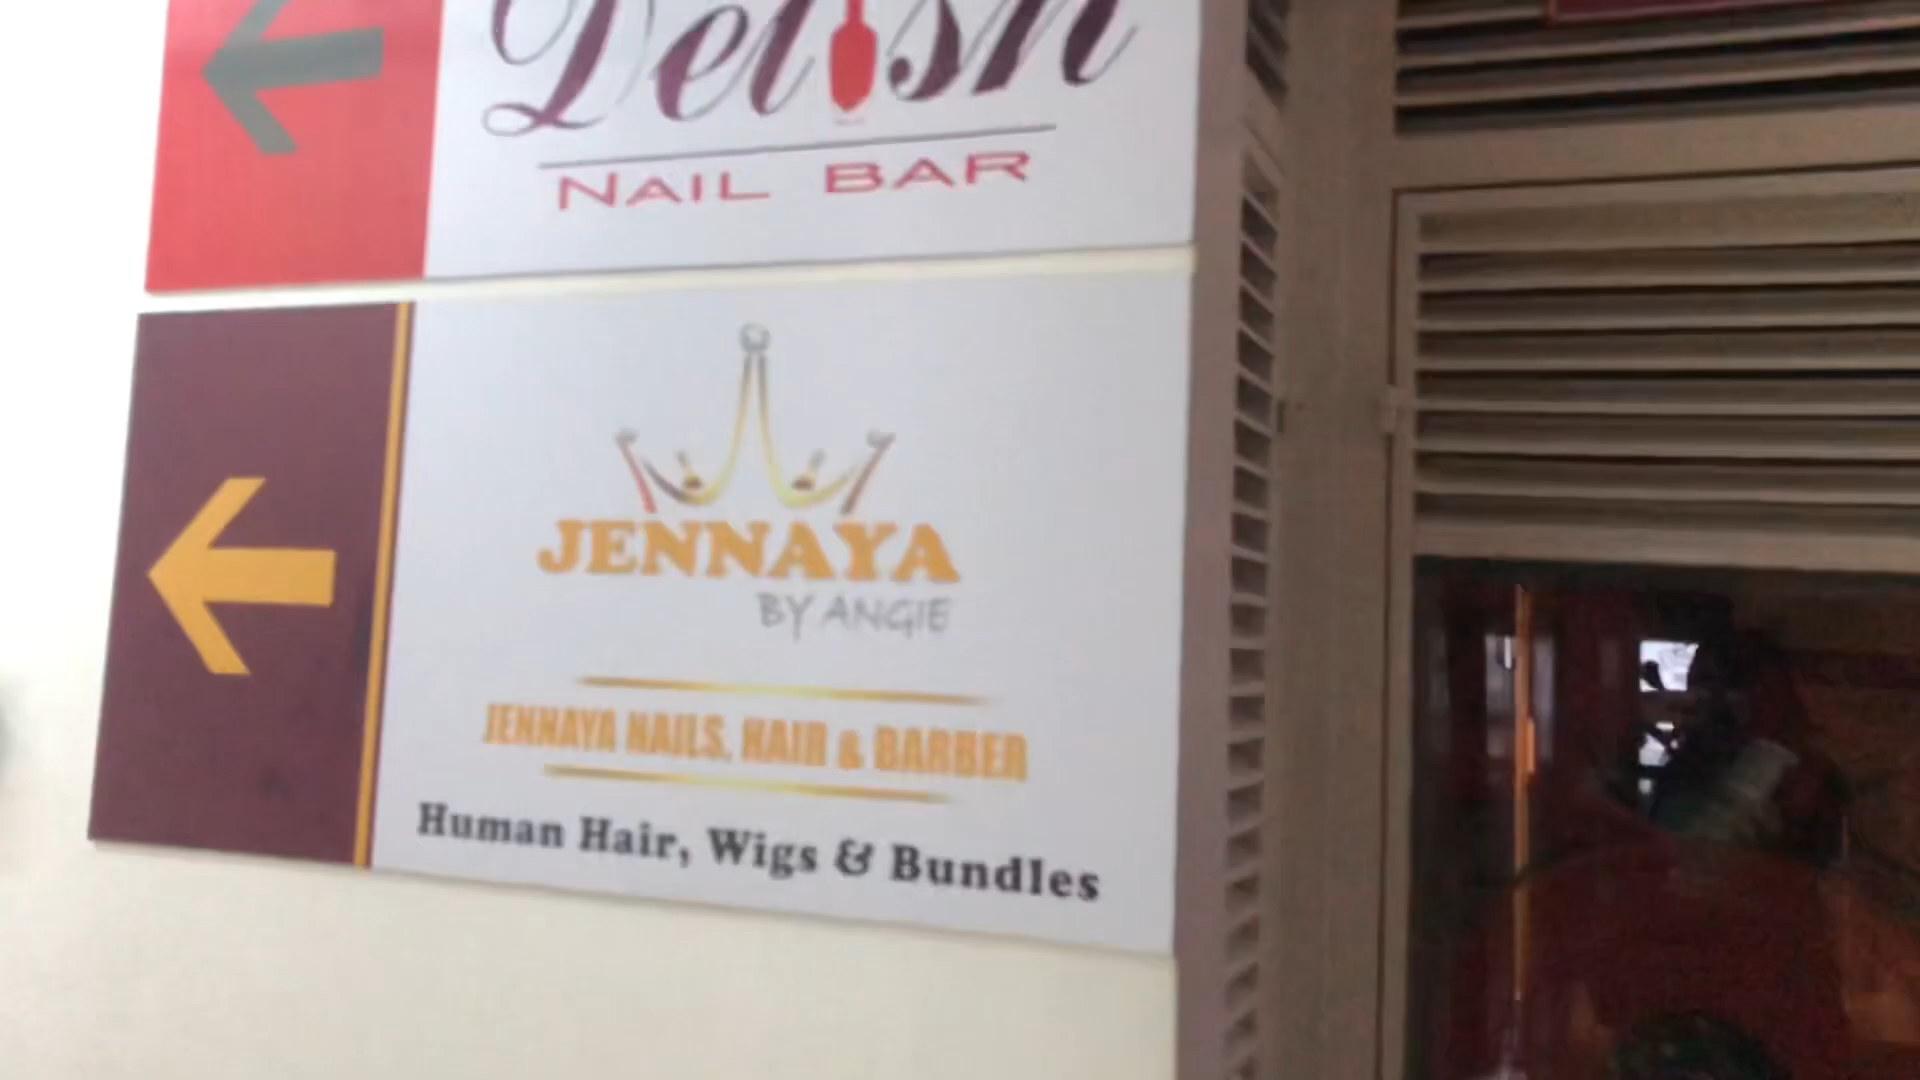 Delish
NAIL BAR
JENNAYA
BY ANGIE
JENNAYA NAILS, HAIR & BARBER
Human Hair, Wigs & Bundles